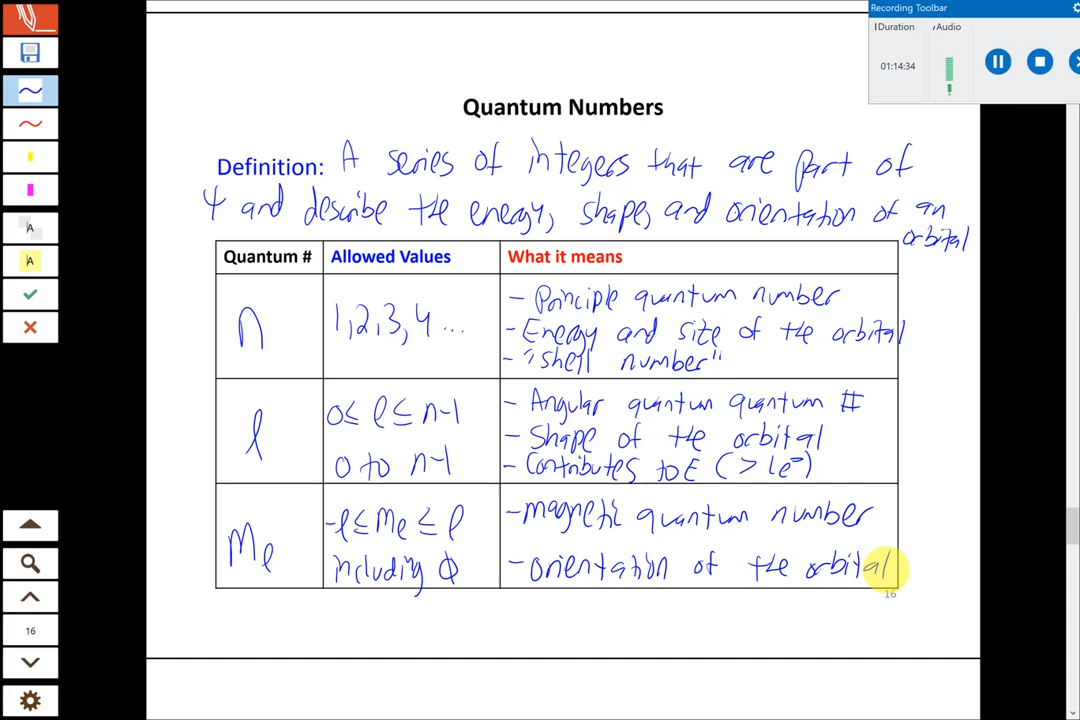 Recording Toolbar
Duration
Audio
01:14:34
Quantum Numbers
Definition: A series of integers that are part of
Ψ and describe the energy, shape, and orientation of an
orbital
Quantum # Allowed Values What it means
n 1,2,3,4 ...
- Principle quantum number
- Energy and size of the orbital
- "Shell number"
l 0 ≤ l ≤ n-1
0 to n-1
- Angular quantum quantum #
- Shape of the orbital
- Contributes to E (> 1e⁻)
ml -l ≤ ml ≤ l
including 0
- magnetic quantum number
- orientation of the orbital
16
A
A
16